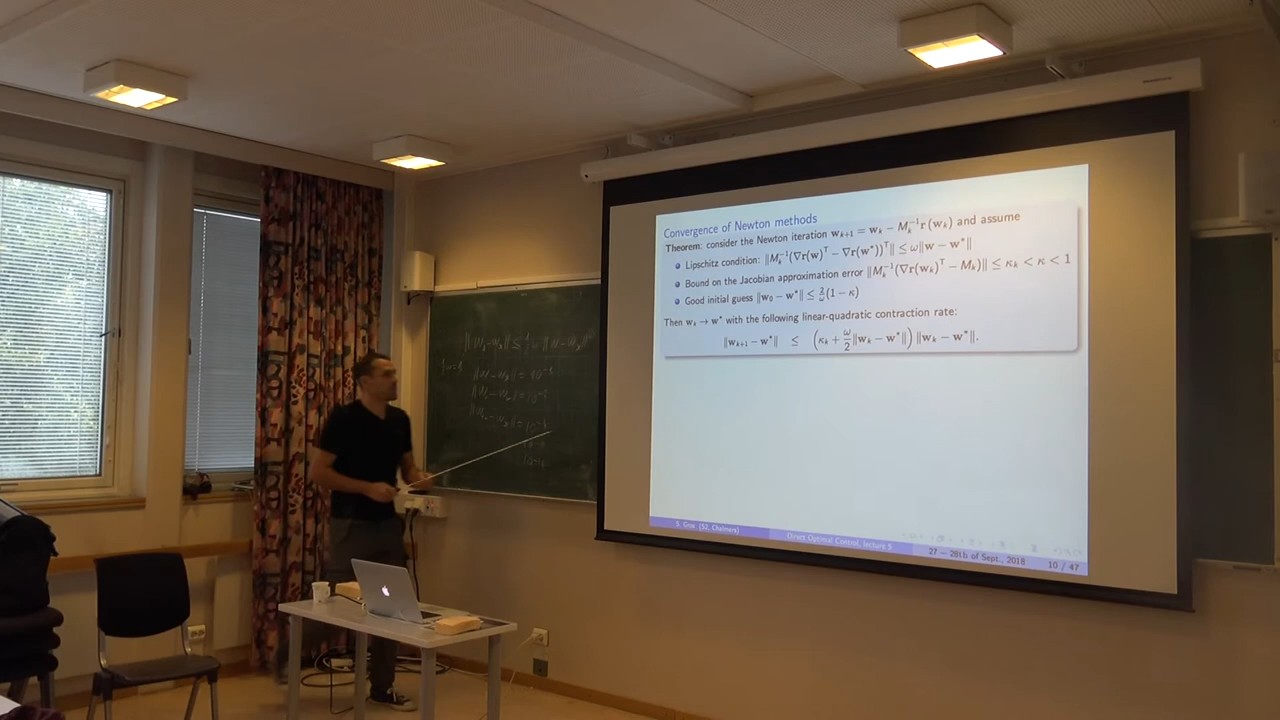 Convergence of Newton methods
Theorem: consider the Newton iteration w_{k+1} = w_k − M_k^{-1} r (w_k) and assume
Lipschitz condition: ‖M_k^{-1}(∇r(w)^T − ∇r(w*))^T‖ ≤ ω‖w − w*‖
Bound on the Jacobian approximation error ‖M_k^{-1}(∇r(w_k)^T − M_k)‖ ≤ κ_k < κ < 1
Good initial guess ‖w_0 − w*‖ ≤ \frac{2}{ω}(1 − κ)
Then w_k → w* with the following linear-quadratic contraction rate:
‖w_{k+1} − w*‖ ≤ (κ_k + \frac{ω}{2}‖w_k − w*‖) ‖w_k − w*‖.
S. Gros (S2, Chalmers) Direct Optimal Control, lecture 5 27 − 28th of Sept., 2018 10 / 47